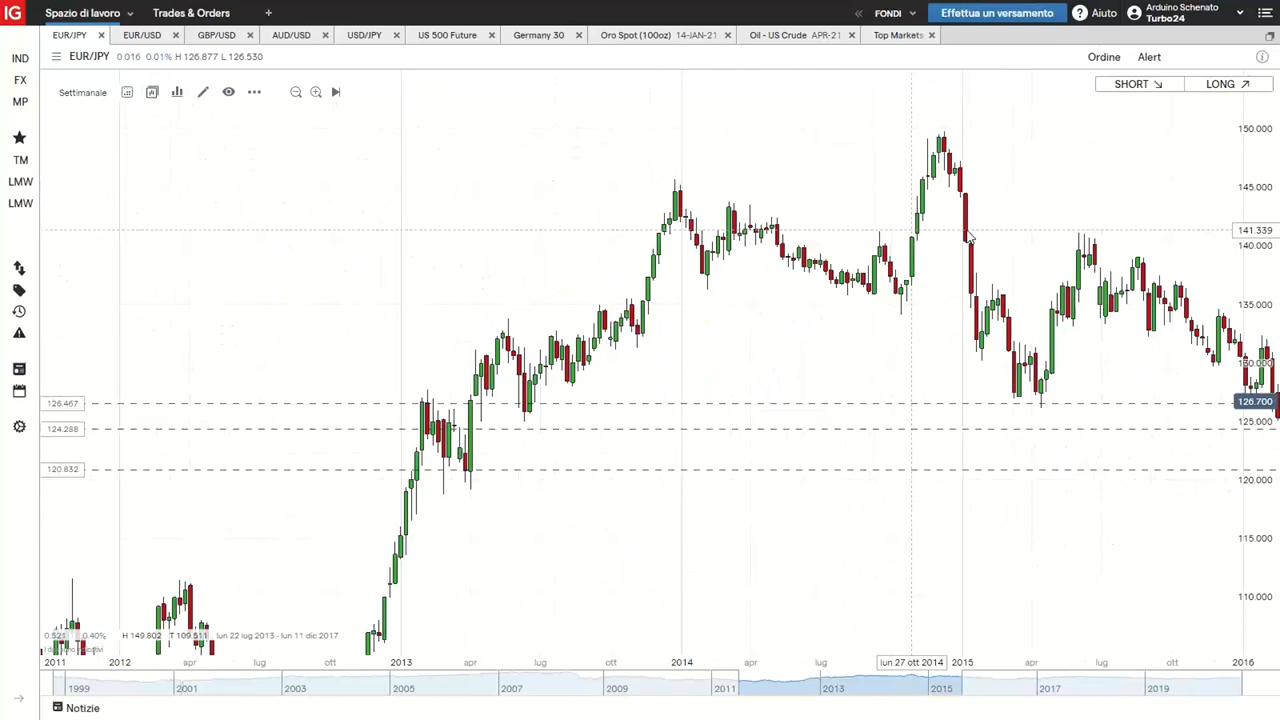 IG Spazio di lavoro Trades & Orders + « FONDI Effettua un versamento ? Aiuto Arduino Schenato
Turbo24
EUR/JPY EUR/USD GBP/USD AUD/USD USD/JPY US 500 Future Germany 30 Oro Spot (100oz) 14-JAN-21 Oil - US Crude APR-21 Top Markets
EUR/JPY 0.016 0.01% H 126.877 L 126.530 Ordine Alert
IND
FX
MP
TM
LMW
LMW
Settimanale
SHORT LONG
150.000
145.000
141.339
140.000
135.000
130.000
126.700
125.000
120.000
115.000
110.000
126.467
124.288
120.832
0.521 0.40% H 149.802 T 109.511 lun 22 lug 2013 - lun 11 dic 2017
2011 2012 apr lug ott 2013 apr lug ott 2014 apr lug lun 27 ott 2014 2015 apr lug ott 2016
1999 2001 2003 2005 2007 2009 2011 2013 2015 2017 2019
Notizie